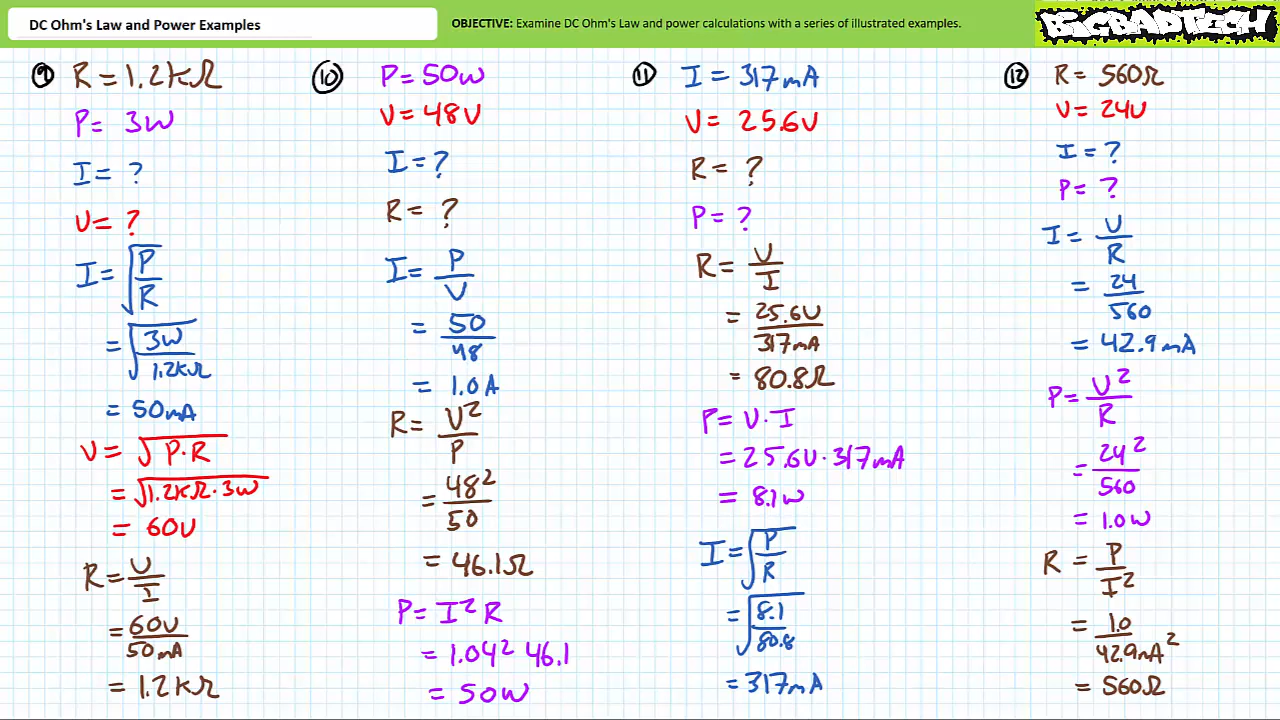 DC Ohm's Law and Power Examples
OBJECTIVE: Examine DC Ohm's Law and power calculations with a series of illustrated examples.
BIGBADTECH
⑨ R = 1.2kΩ
P = 3W
I = ?
V = ?
I = √(P/R)
= √(3W/1.2kΩ)
= 50mA
V = √(P·R)
= √(1.2kΩ·3W)
= 60V
R = V/I
= 60V/50mA
= 1.2kΩ
⑩ P = 50W
V = 48V
I = ?
R = ?
I = P/V
= 50/48
= 1.0A
R = V²/P
= 48²/50
= 46.1Ω
P = I²R
= 1.04² 46.1
= 50W
⑪ I = 317mA
V = 25.6V
R = ?
P = ?
R = V/I
= 25.6V/317mA
= 80.8Ω
P = V·I
= 25.6V·317mA
= 8.1W
I = √(P/R)
= √(8.1/80.8)
= 317mA
⑫ R = 560Ω
V = 24V
I = ?
P = ?
I = V/R
= 24/560
= 42.9mA
P = V²/R
= 24²/560
= 1.0W
R = P/I²
= 1.0/42.9mA²
= 560Ω